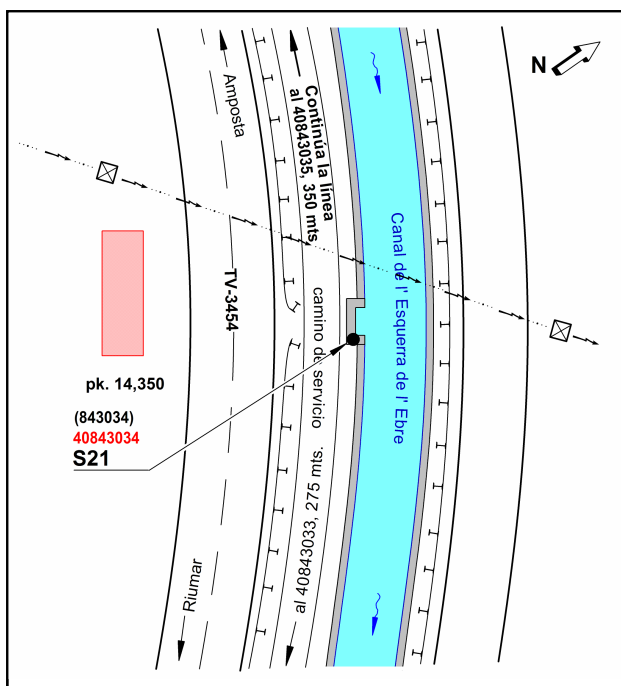 N
Amposta
Continúa la línea
al 40843035, 350 mts
Canal de l' Esquerra de l' Ebre
TV-3454
camino de servicio
pk. 14,350
(843034)
40843034
S21
al 40843033, 275 mts.
Riumar